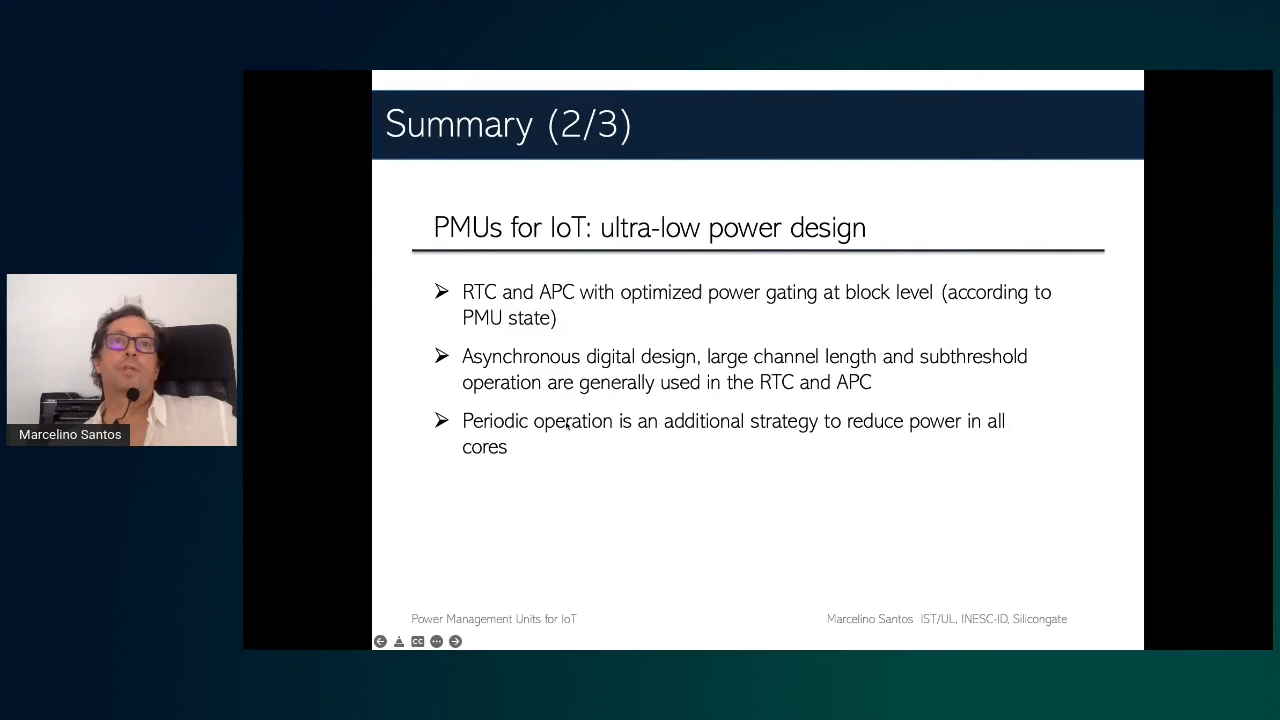 Summary (2/3)
PMUs for IoT: ultra-low power design
RTC and APC with optimized power gating at block level (according to
PMU state)
Asynchronous digital design, large channel length and subthreshold
operation are generally used in the RTC and APC
Periodic operation is an additional strategy to reduce power in all
cores
Marcelino Santos
Power Management Units for IoT
Marcelino Santos IST/UL, INESC-ID, Silicongate
CC